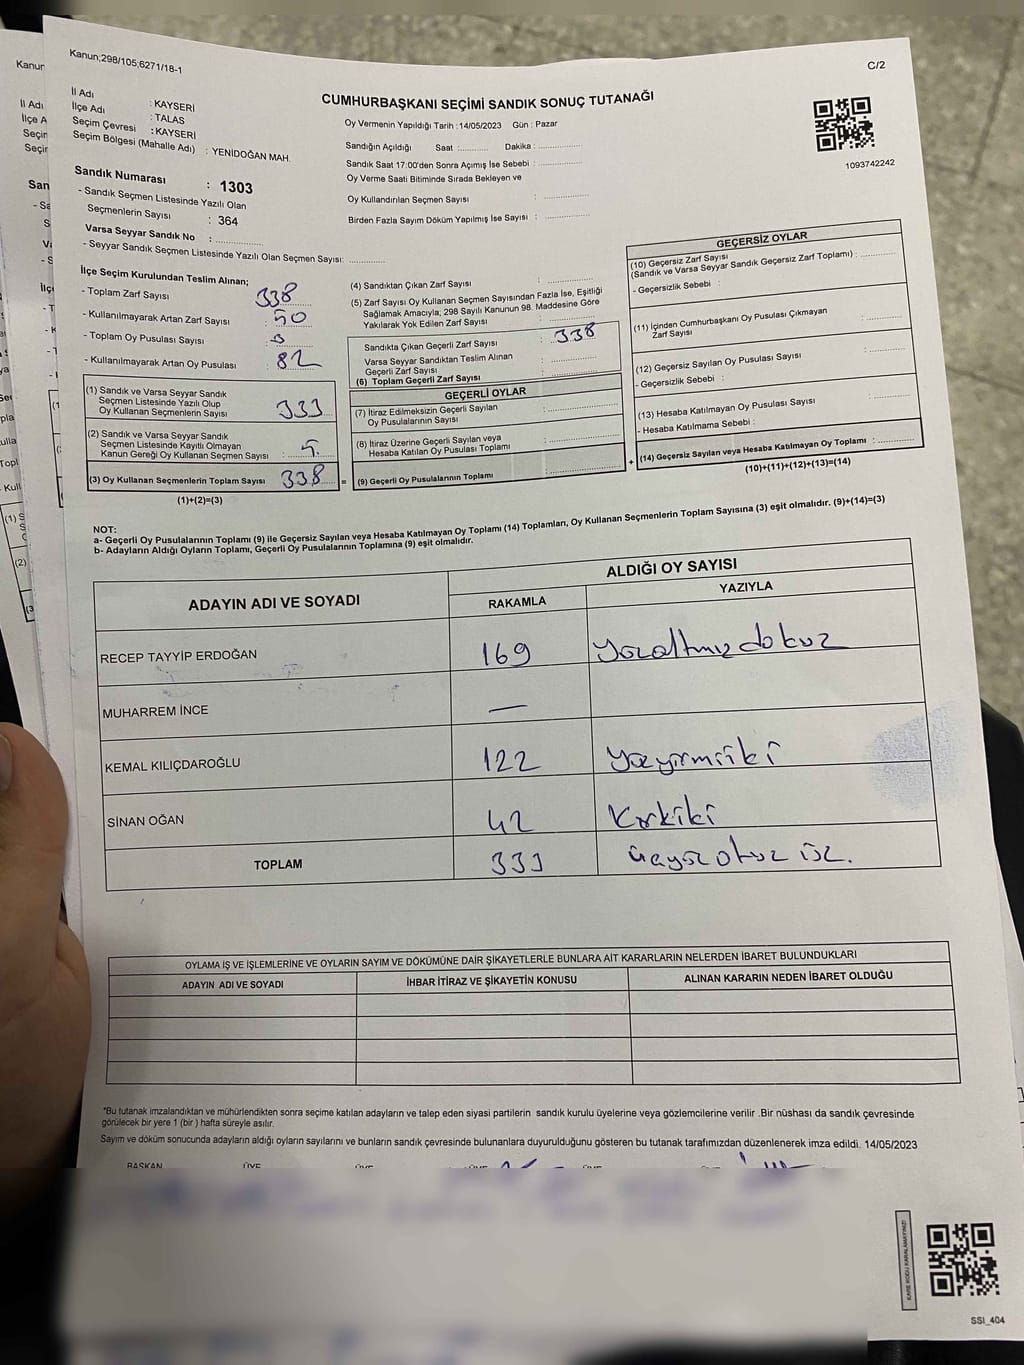 Kanun;298/105;6271/18-1
C/2
CUMHURBAŞKANI SEÇİMİ SANDIK SONUÇ TUTANAĞI
İl Adı : KAYSERİ
İlçe Adı : TALAS
Seçim Çevresi : KAYSERİ
Seçim Bölgesi (Mahalle Adı) : YENİDOĞAN MAH.
Oy Vermenin Yapıldığı Tarih :14/05/2023 Gün : Pazar
Sandığın Açıldığı Saat :.......... Dakika :..............
Sandık Saat 17:00'den Sonra Açımış İse Sebebi :..............
Oy Verme Saati Bitiminde Sırada Bekleyen ve
Oy Kullandırılan Seçmen Sayısı : ..............
Birden Fazla Sayım Döküm Yapılmış İse Sayısı : ..............
1093742242
Sandık Numarası : 1303
- Sandık Seçmen Listesinde Yazılı Olan
Seçmenlerin Sayısı : 364
Varsa Seyyar Sandık No : ..............
- Seyyar Sandık Seçmen Listesinde Yazılı Olan Seçmen Sayısı: ..............
İlçe Seçim Kurulundan Teslim Alınan;
- Toplam Zarf Sayısı 338
- Kullanılmayarak Artan Zarf Sayısı : 50
- Toplam Oy Pusulası Sayısı :
- Kullanılmayarak Artan Oy Pusulası : 82
(1) Sandık ve Varsa Seyyar Sandık
Seçmen Listesinde Yazılı Olup
Oy Kullanan Seçmenlerin Sayısı 333
(2) Sandık ve Varsa Seyyar Sandık
Seçmen Listesinde Kayıtlı Olmayan
Kanun Gereği Oy Kullanan Seçmen Sayısı : 5
(3) Oy Kullanan Seçmenlerin Toplam Sayısı 338 =
(1)+(2)=(3)
(4) Sandıktan Çıkan Zarf Sayısı : ..............
(5) Zarf Sayısı Oy Kullanan Seçmen Sayısından Fazla İse, Eşitliği
Sağlamak Amacıyla; 298 Sayılı Kanunun 98. Maddesine Göre
Yakılarak Yok Edilen Zarf Sayısı : ..............
Sandıkta Çıkan Geçerli Zarf Sayısı : 338
Varsa Seyyar Sandıktan Teslim Alınan
Geçerli Zarf Sayısı : ..............
(6) Toplam Geçerli Zarf Sayısı : ..............
GEÇERLİ OYLAR
(7) İtiraz Edilmeksizin Geçerli Sayılan
Oy Pusulalarının Sayısı : ..............
(8) İtiraz Üzerine Geçerli Sayılan veya
Hesaba Katılan Oy Pusulası Toplamı : ..............
(9) Geçerli Oy Pusulalarının Toplamı : .............. +
GEÇERSİZ OYLAR
(10) Geçersiz Zarf Sayısı
(Sandık ve Varsa Seyyar Sandık Geçersiz Zarf Toplamı) : ..........
- Geçersizlik Sebebi :
(11) İçinden Cumhurbaşkanı Oy Pusulası Çıkmayan
Zarf Sayısı : ..........
(12) Geçersiz Sayılan Oy Pusulası Sayısı : ..........
- Geçersizlik Sebebi :
(13) Hesaba Katılmayan Oy Pusulası Sayısı : ..........
- Hesaba Katılmama Sebebi :
(14) Geçersiz Sayılan veya Hesaba Katılmayan Oy Toplamı : ..........
(10)+(11)+(12)+(13)=(14)
NOT:
a- Geçerli Oy Pusulalarının Toplamı (9) ile Geçersiz Sayılan veya Hesaba Katılmayan Oy Toplamı (14) Toplamları, Oy Kullanan Seçmenlerin Toplam Sayısına (3) eşit olmalıdır. (9)+(14)=(3)
b- Adayların Aldığı Oyların Toplamı, Geçerli Oy Pusulalarının Toplamına (9) eşit olmalıdır.
ADAYIN ADI VE SOYADI
ALDIĞI OY SAYISI
RAKAMLA YAZIYLA
RECEP TAYYİP ERDOĞAN 169 Yüzaltmışdokuz
MUHARREM İNCE —
KEMAL KILIÇDAROĞLU 122 Yüzyirmiiki
SİNAN OĞAN 42 Kırkiki
TOPLAM 333 üçyüz otuz üç.
OYLAMA İŞ VE İŞLEMLERİNE VE OYLARIN SAYIM VE DÖKÜMÜNE DAİR ŞİKAYETLERLE BUNLARA AİT KARARLARIN NELERDEN İBARET BULUNDUKLARI
ADAYIN ADI VE SOYADI İHBAR İTİRAZ VE ŞİKAYETİN KONUSU ALINAN KARARIN NEDEN İBARET OLDUĞU
*Bu tutanak imzalandıktan ve mühürlendikten sonra seçime katılan adayların ve talep eden siyasi partilerin sandık kurulu üyelerine veya gözlemcilerine verilir .Bir nüshası da sandık çevresinde
görülecek bir yere 1 (bir ) hafta süreyle asılır.
Sayım ve döküm sonucunda adayların aldığı oyların sayılarını ve bunların sandık çevresinde bulunanlara duyurulduğunu gösteren bu tutanak tarafımızdan düzenlenerek imza edildi. 14/05/2023
BAŞKAN ÜYE ÜYE ÜYE ÜYE
KARE KODU KARALAMAYINIZ!
SSI_404